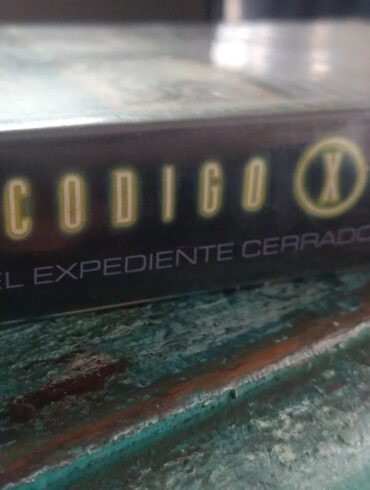 CODIGO X
EL EXPEDIENTE CERRADO